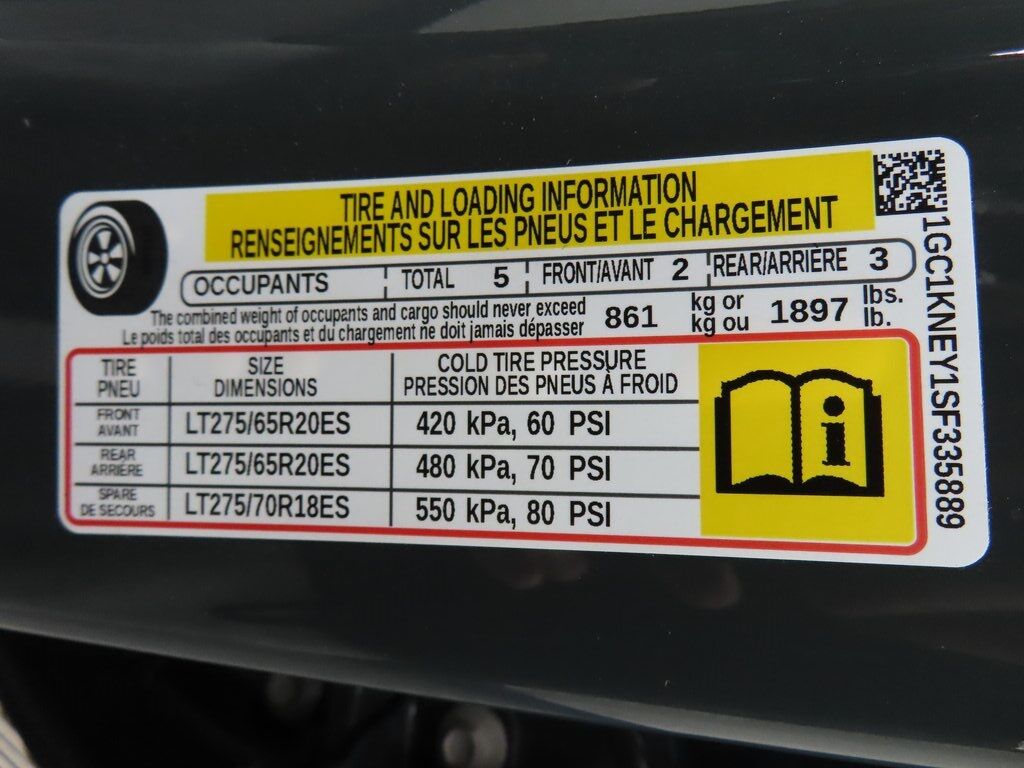 TIRE AND LOADING INFORMATION
RENSEIGNEMENTS SUR LES PNEUS ET LE CHARGEMENT
OCCUPANTS TOTAL 5 FRONT/AVANT 2 REAR/ARRIÈRE 3
The combined weight of occupants and cargo should never exceed 861 kg or 1897 lbs.
Le poids total des occupants et du chargement ne doit jamais dépasser kg ou lb.
TIRE SIZE COLD TIRE PRESSURE
PNEU DIMENSIONS PRESSION DES PNEUS À FROID
FRONT
AVANT LT275/65R20ES 420 kPa, 60 PSI
REAR
ARRIÈRE LT275/65R20ES 480 kPa, 70 PSI
SPARE
DE SECOURS LT275/70R18ES 550 kPa, 80 PSI
1GC1KNEY1SF335889